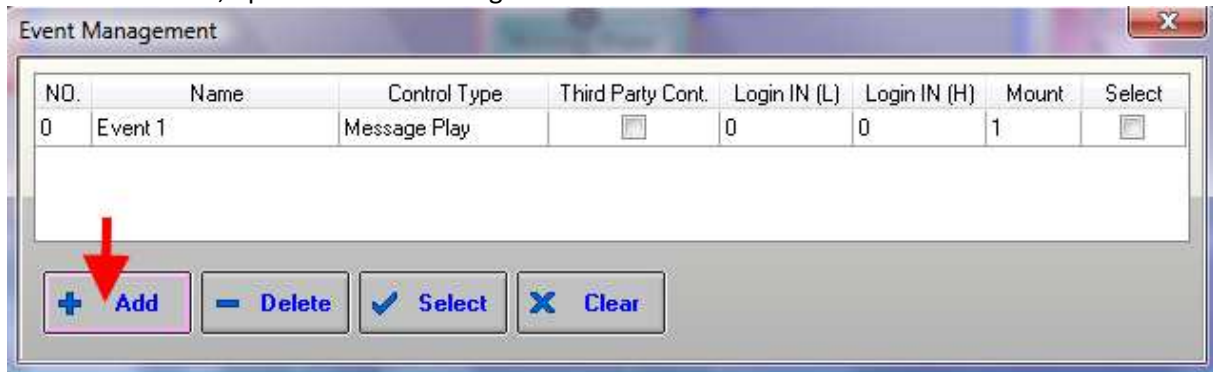 Event Management
NO. Name Control Type Third Party Cont. Login IN (L) Login IN (H) Mount Select
0 Event 1 Message Play 0 0 1
Add Delete Select Clear